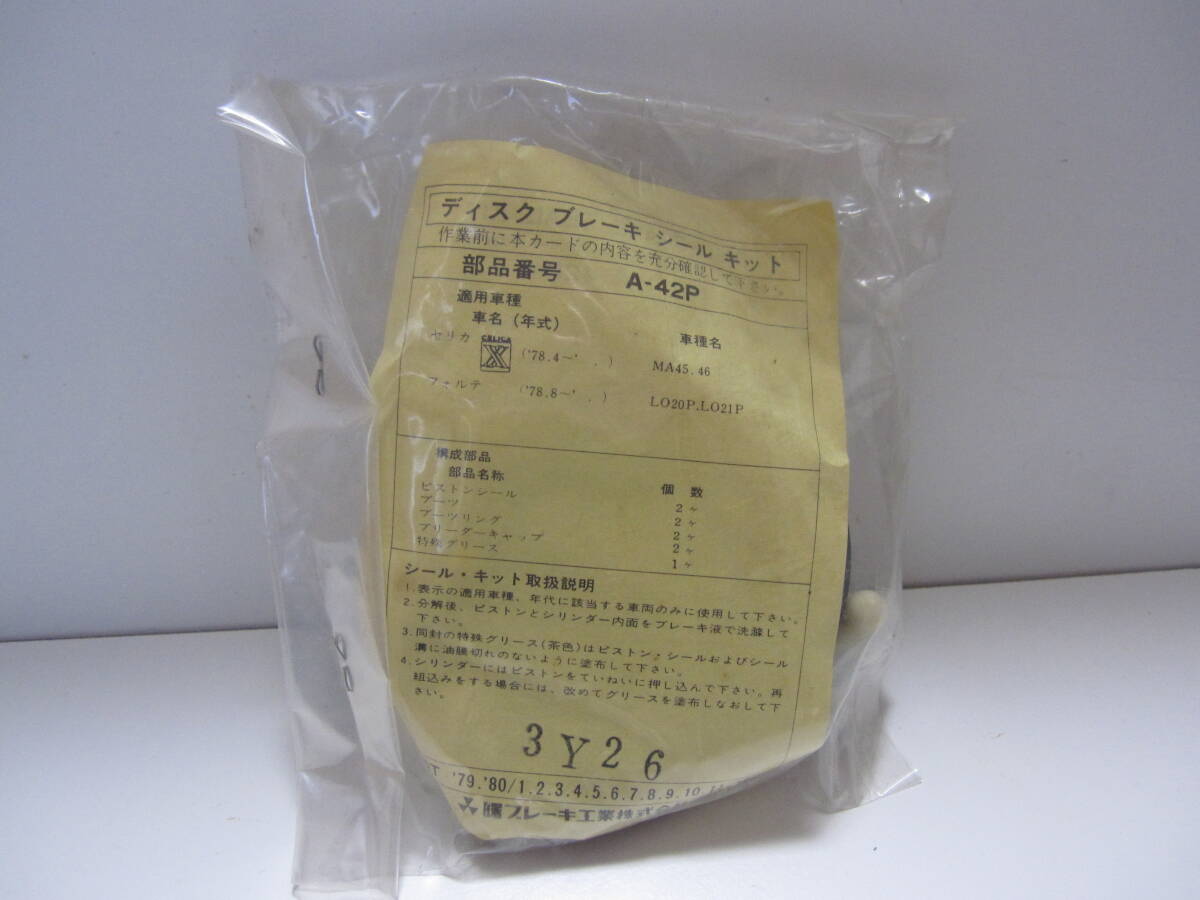 ディスク ブレーキ シール キット
作業前に本カードの内容を充分確認して下さい。
部品番号 A-42P
適用車種
車名(年式) 車種名
セリカ CELICA XX ('78.4〜' . ) MA45.46
フォルテ ('78.8〜' . ) LO20P.LO21P
構成部品
部品名称 個 数
ピストンシール 2ヶ
ブーツ 2ヶ
ブーツリング 2ヶ
ブリーダーキャップ 2ヶ
特殊グリース 1ヶ
シール・キット取扱説明
1.表示の適用車種、年代に該当する車両のみに使用して下さい。
2.分解後、ピストンとシリンダー内面をブレーキ液で洗滌して
下さい。
3.同封の特殊グリース(茶色)はピストン・シールおよびシール
溝に油膜切れのないように塗布して下さい。
4.シリンダーにはピストンをていねいに押し込んで下さい。再
組込みをする場合には、改めてグリースを塗布しなおして下
さい。
3Y26
T '79.'80/1.2.3.4.5.6.7.8.9.10.
ブレーキ工業株式